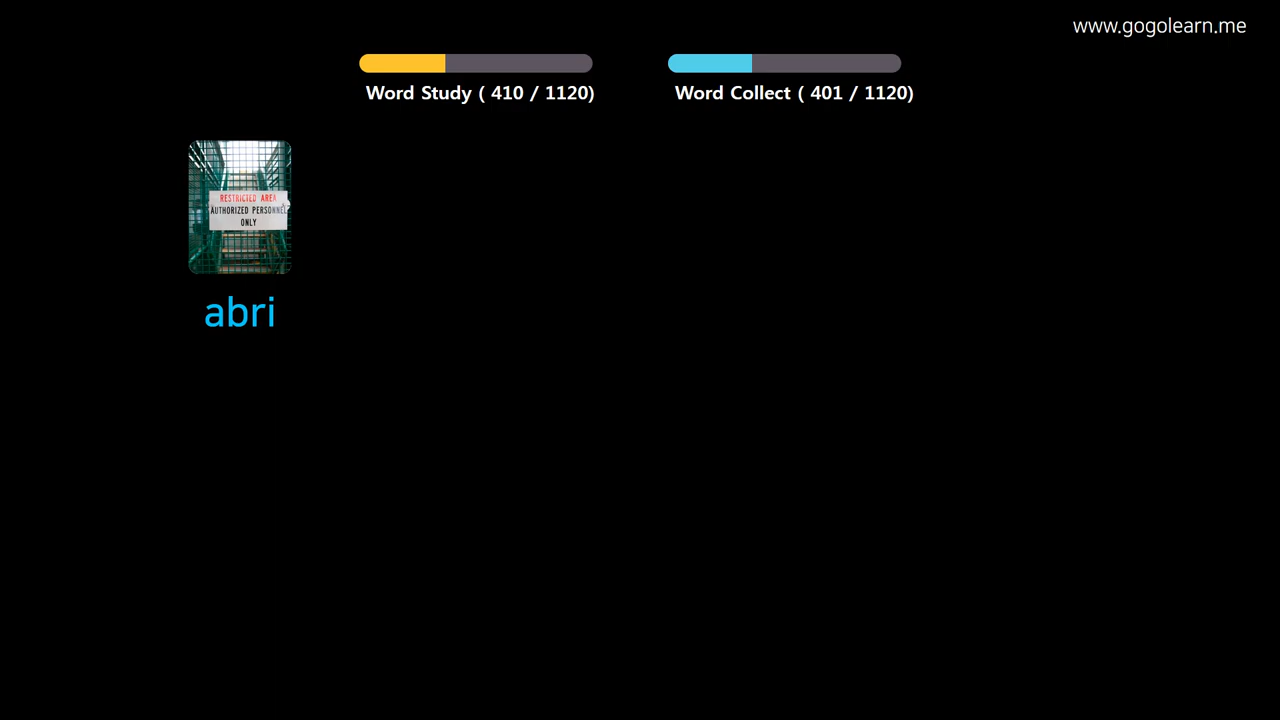 www.gogolearn.me
Word Study ( 410 / 1120)
Word Collect ( 401 / 1120)
RESTRICTED AREA
AUTHORIZED PERSONNEL
ONLY
abri